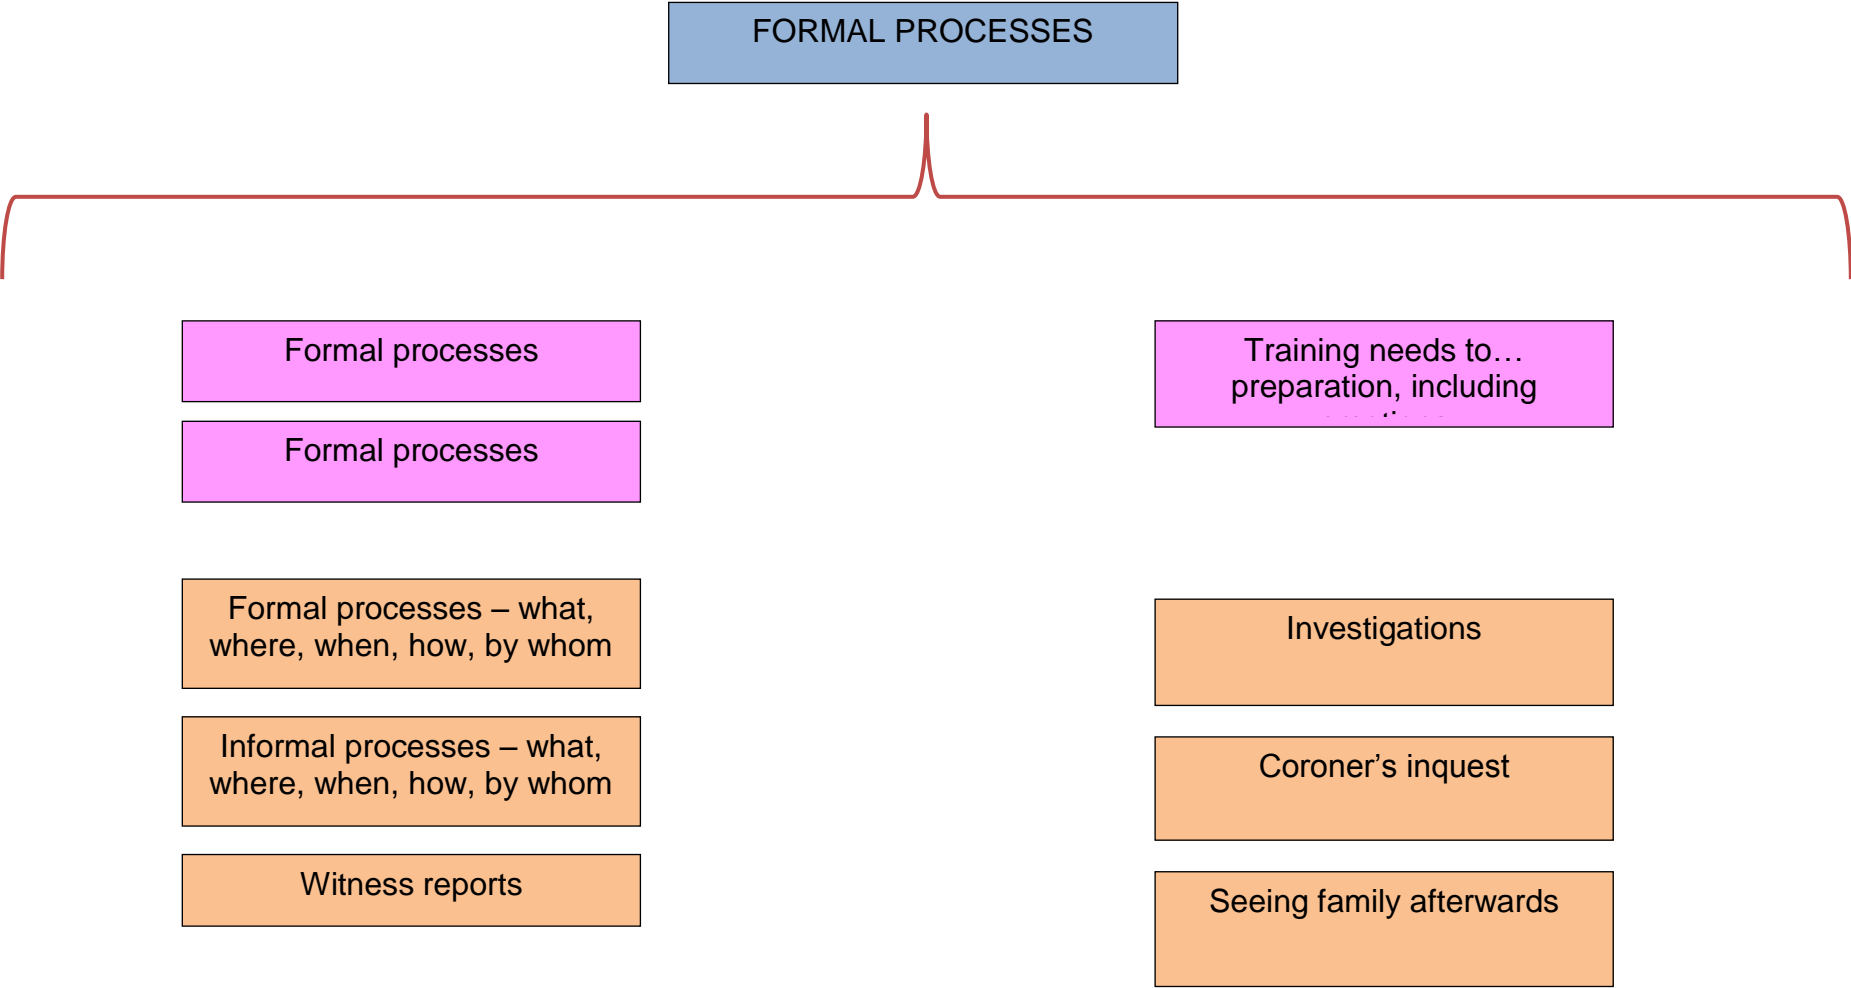 FORMAL PROCESSES
Formal processes
Formal processes
Training needs to…
preparation, including
Formal processes – what,
where, when, how, by whom
Informal processes – what,
where, when, how, by whom
Witness reports
Investigations
Coroner’s inquest
Seeing family afterwards